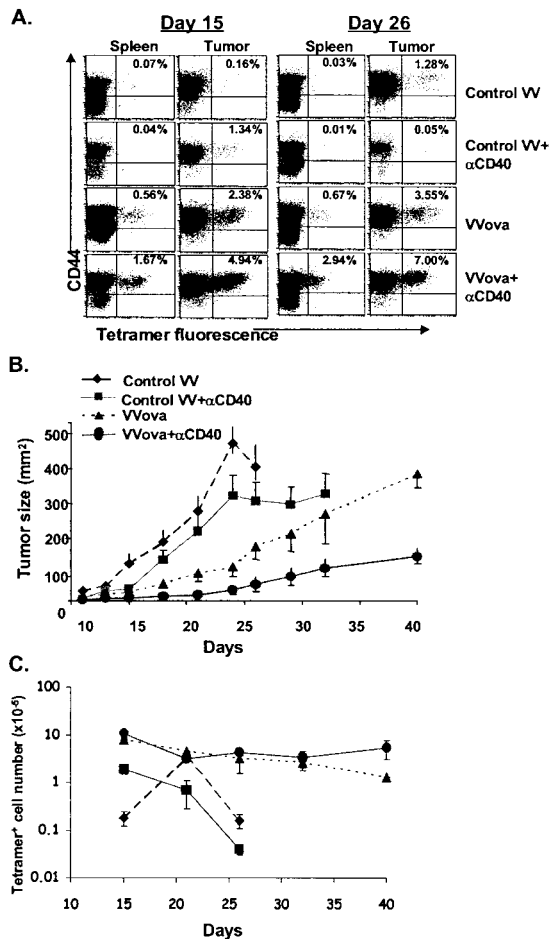 A.
Day 15 Day 26
Spleen Tumor Spleen Tumor
0.07% 0.16% 0.03% 1.28% Control VV
0.04% 1.34% 0.01% 0.05% Control VV+
αCD40
0.56% 2.38% 0.67% 3.55% VVova
1.67% 4.94% 2.94% 7.00% VVova+
αCD40
CD44
Tetramer fluorescence
B.
Control VV
Control VV+αCD40
VVova
VVova+αCD40
Tumor size (mm²)
500
400
300
200
100
0
10 15 20 25 30 35 40
Days
C.
Tetramer⁺ cell number (x10⁻⁵)
100
10
1
0.1
0.01
10 15 20 25 30 35 40
Days